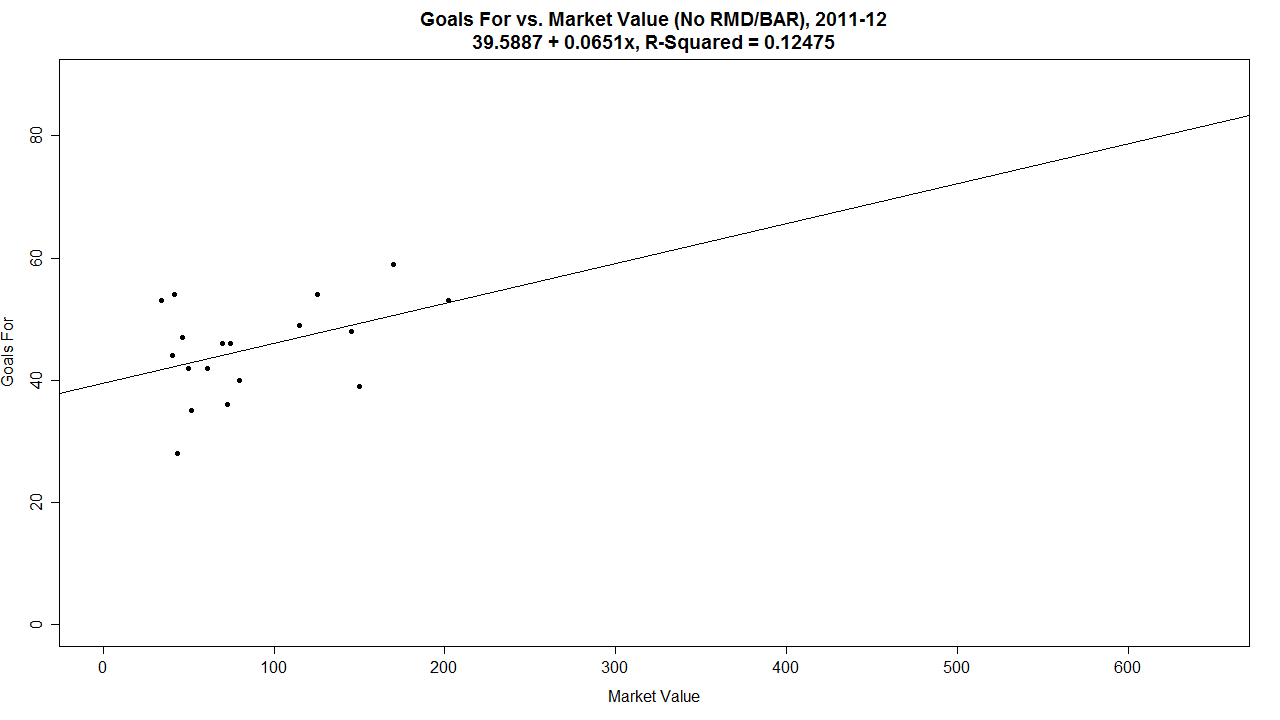 Goals For vs. Market Value (No RMD/BAR), 2011-12
39.5887 + 0.0651x, R-Squared = 0.12475
80
60
40
20
0
Goals For
0 100 200 300 400 500 600
Market Value